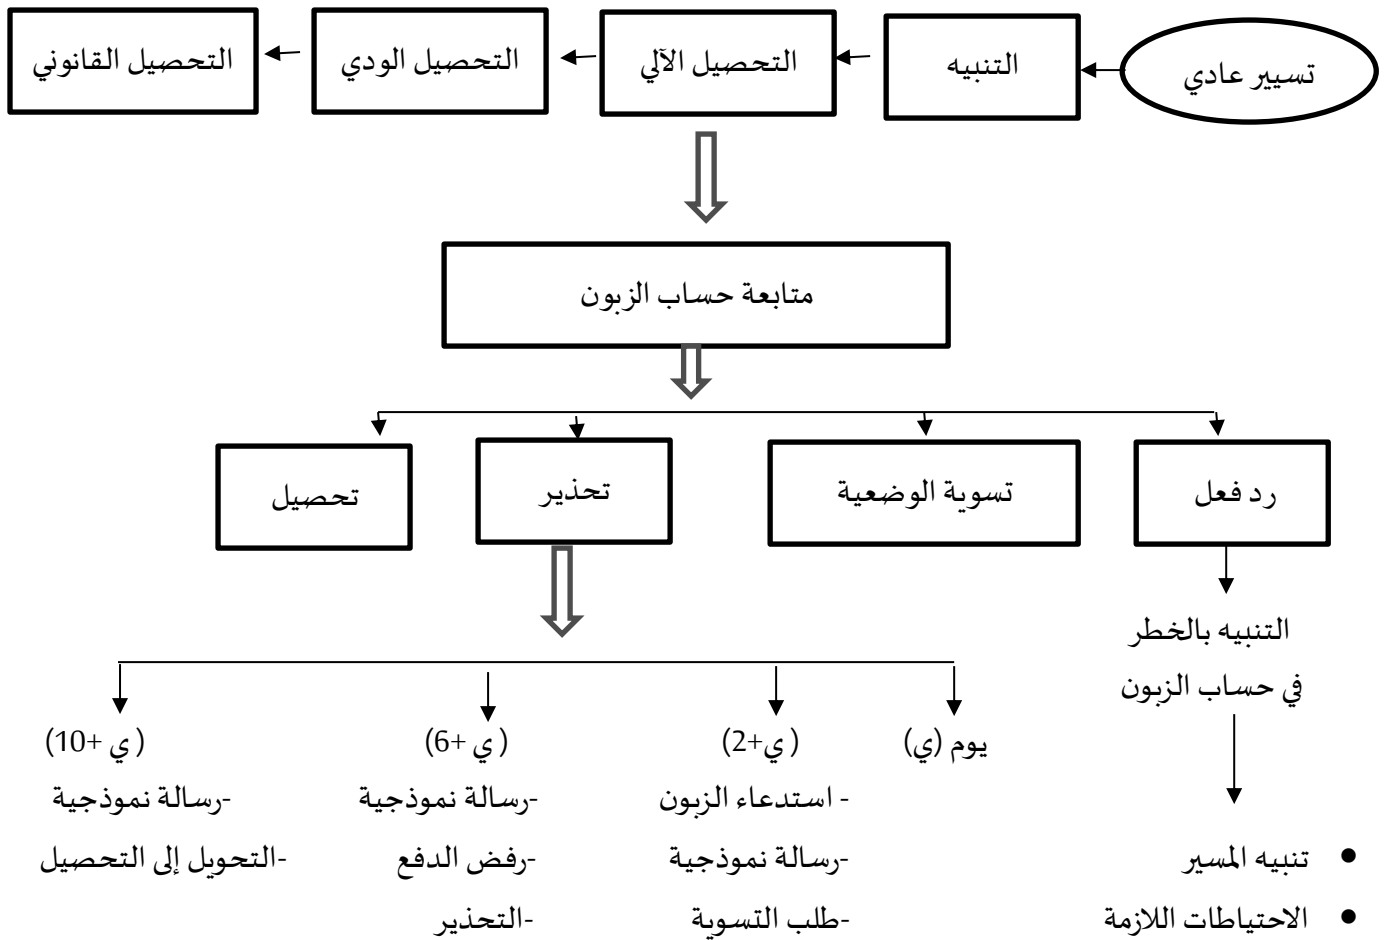 تسيير عادي
التنبيه
التحصيل الآلي
التحصيل الودي
التحصيل القانوني
متابعة حساب الزبون
رد فعل
تسوية الوضعية
تحذير
تحصيل
التنبيه بالخطر
في حساب الزبون
تنبيه المسير
الاحتياطات اللازمة
يوم (ي)
(ي+2)
- استدعاء الزبون
-رسالة نموذجية
-طلب التسوية
(ي +6)
-رسالة نموذجية
-رفض الدفع
-التحذير
(ي +10)
-رسالة نموذجية
-التحويل إلى التحصيل